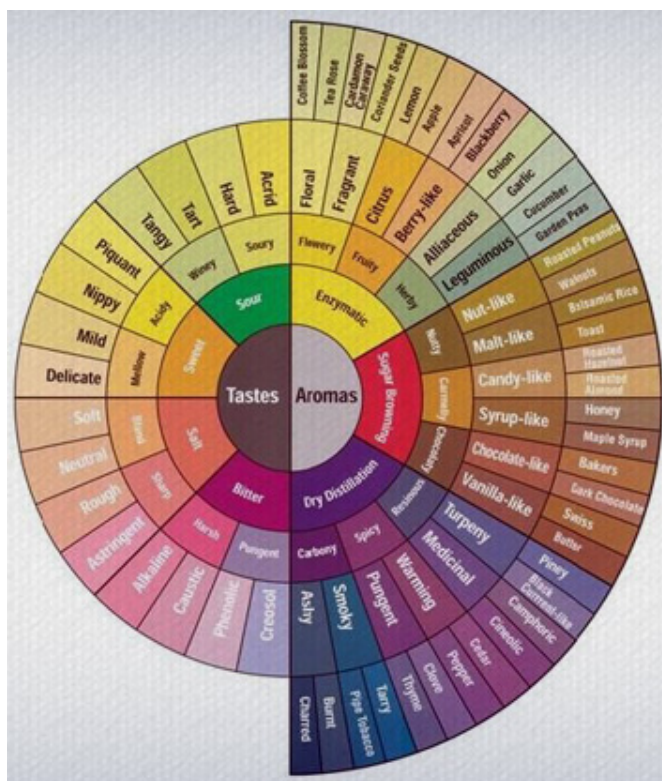 Tastes
Aromas
Sour
Sweet
Salt
Bitter
Enzymatic
Sugar Browning
Dry Distillation
Soury
Winey
Acidy
Mellow
Bland
Sharp
Harsh
Pungent
Flowery
Fruity
Herby
Nutty
Carmelly
Chocolaty
Resinous
Spicy
Carbony
Acrid
Hard
Tart
Tangy
Piquant
Nippy
Mild
Delicate
Soft
Neutral
Rough
Astringent
Alkaline
Caustic
Phenolic
Creosol
Floral
Fragrant
Citrus
Berry-like
Alliaceous
Leguminous
Nut-like
Malt-like
Candy-like
Syrup-like
Chocolate-like
Vanilla-like
Turpeny
Medicinal
Warming
Pungent
Smoky
Ashy
Coffee Blossom
Tea Rose
Cardamon
Caraway
Coriander Seeds
Lemon
Apple
Apricot
Blackberry
Onion
Garlic
Cucumber
Garden Peas
Roasted Peanuts
Walnuts
Balsamic Rice
Toast
Roasted
Hazelnut
Roasted
Almond
Honey
Maple Syrup
Bakers
Dark Chocolate
Swiss
Butter
Piney
Black
Currrent-like
Camphoric
Cineolic
Cedar
Pepper
Clove
Thyme
Tarry
Pipe Tobacco
Burnt
Charred